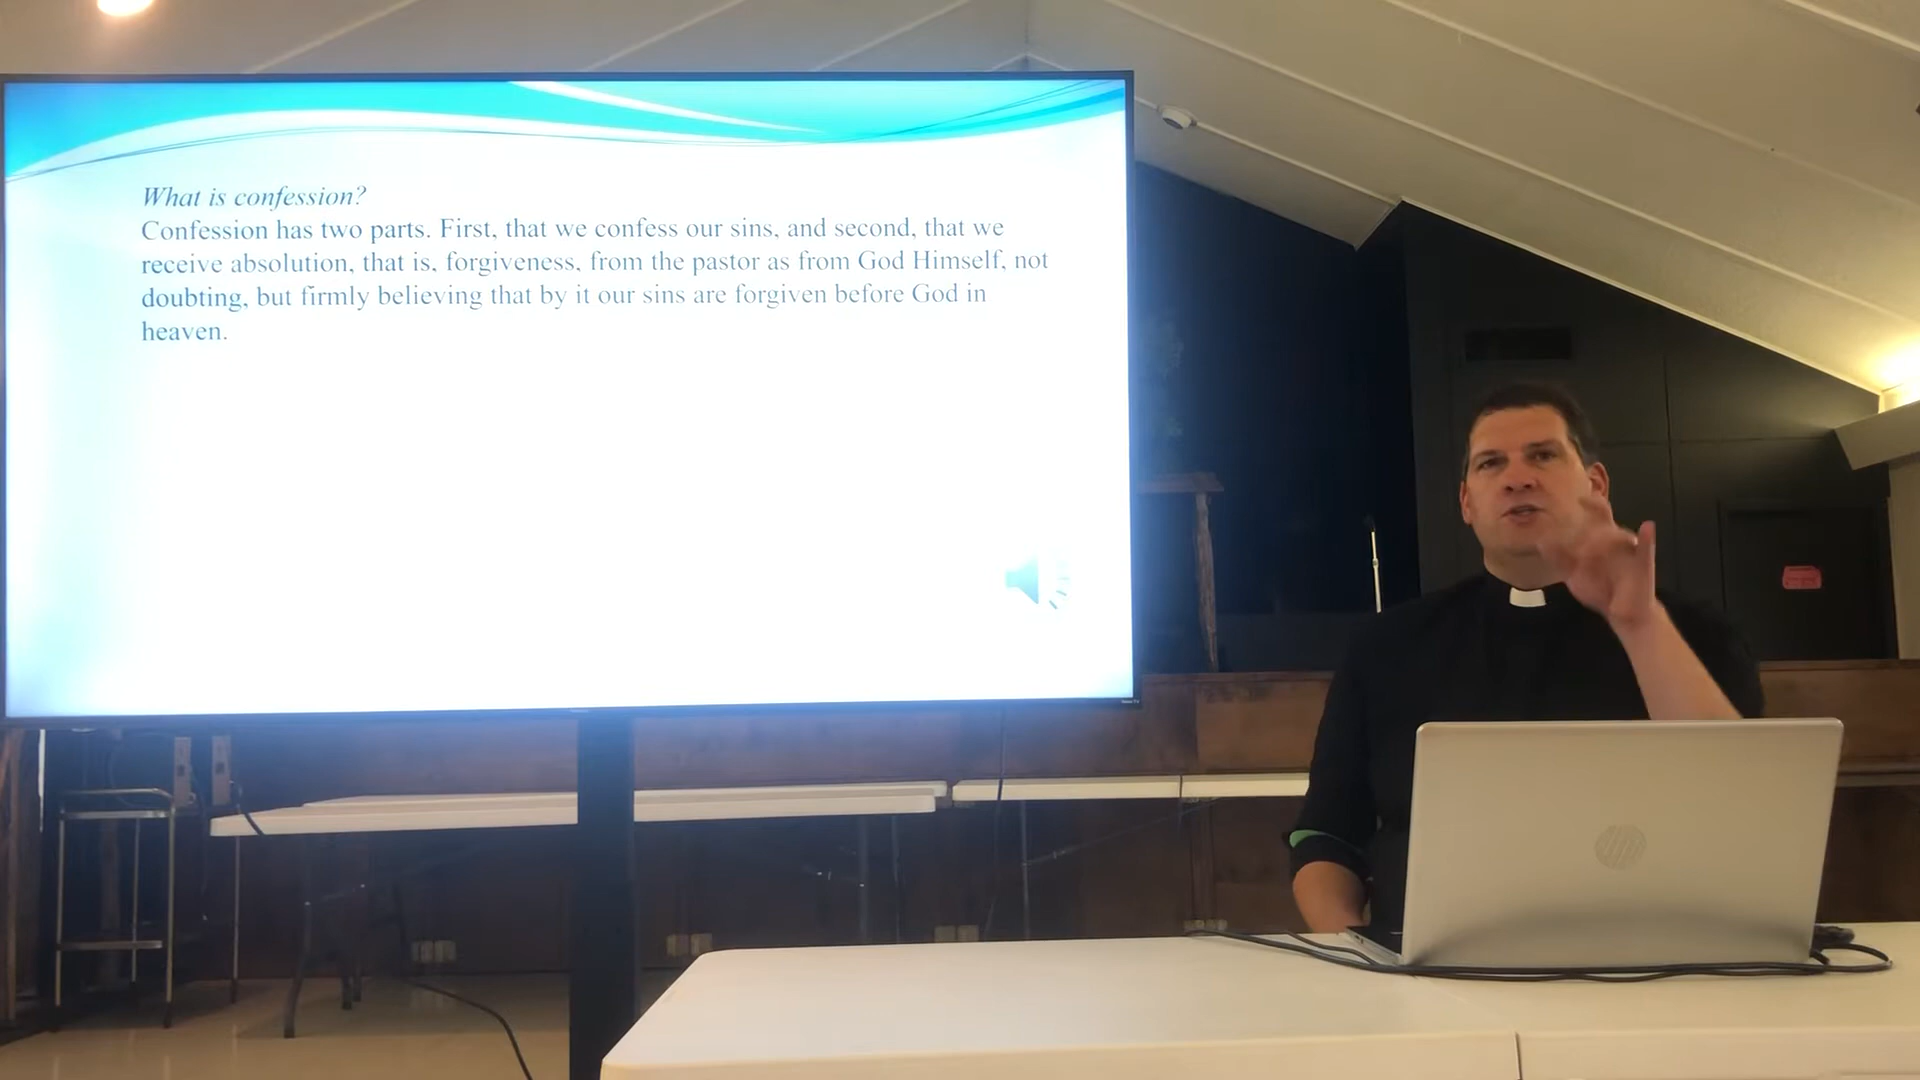 What is confession?
Confession has two parts. First, that we confess our sins, and second, that we
receive absolution, that is, forgiveness, from the pastor as from God Himself, not
doubting, but firmly believing that by it our sins are forgiven before God in
heaven.
hp